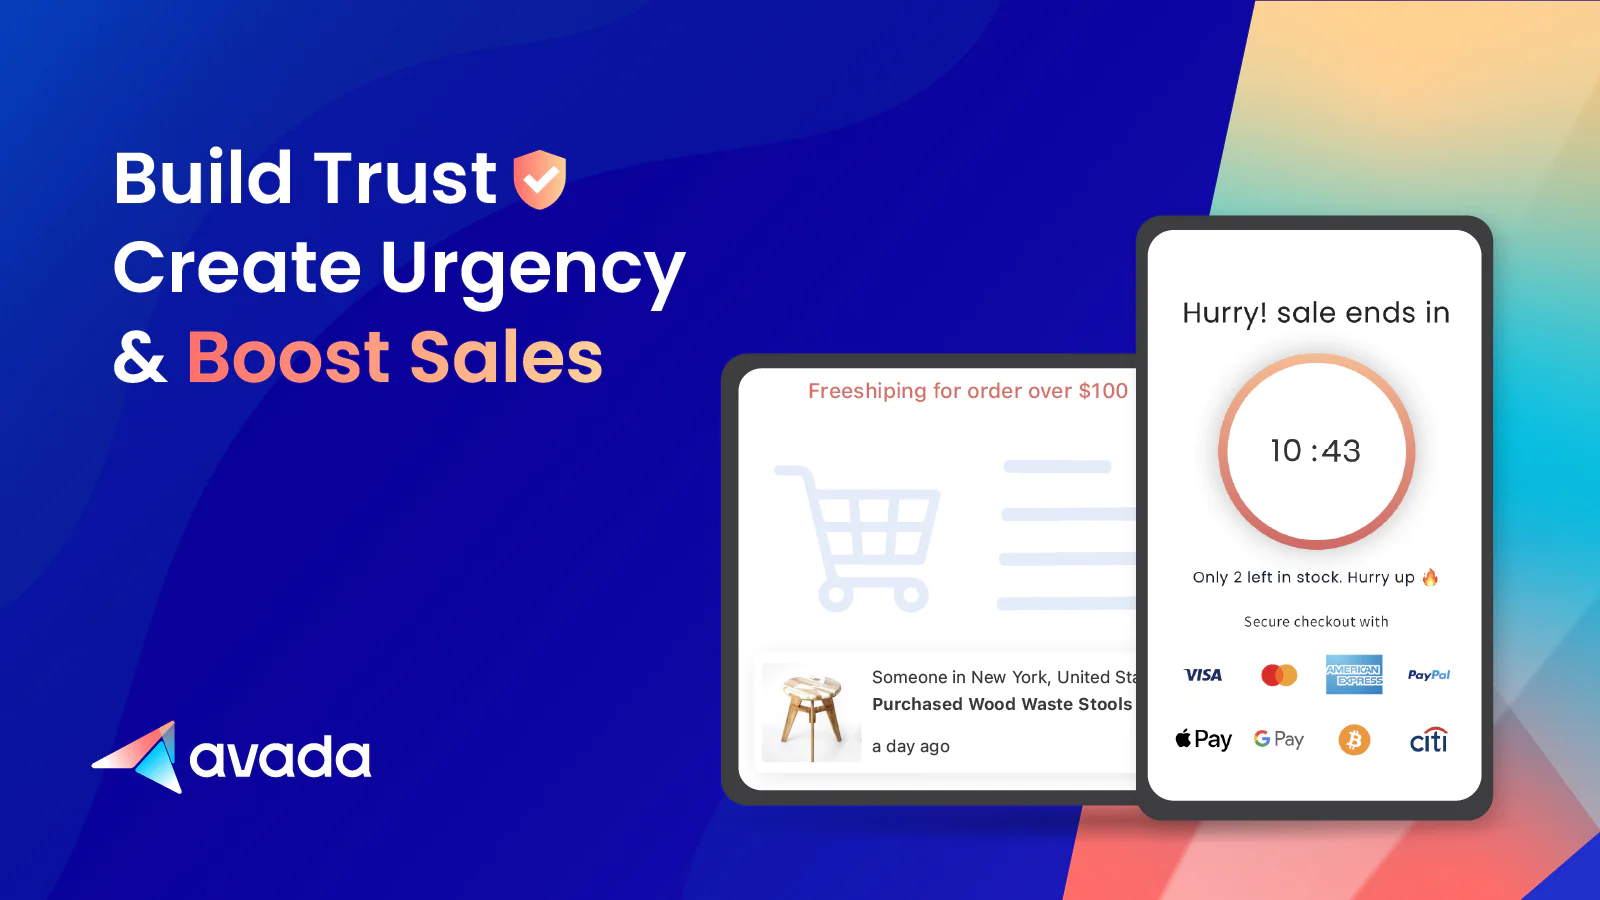 Build Trust
Create Urgency
& Boost Sales
avada
Freeshiping for order over $100
Someone in New York, United Sta
Purchased Wood Waste Stools
a day ago
Hurry! sale ends in
10 :43
Only 2 left in stock. Hurry up 🔥
Secure checkout with
VISA
AMERICAN EXPRESS
PayPal
Pay
G Pay
citi